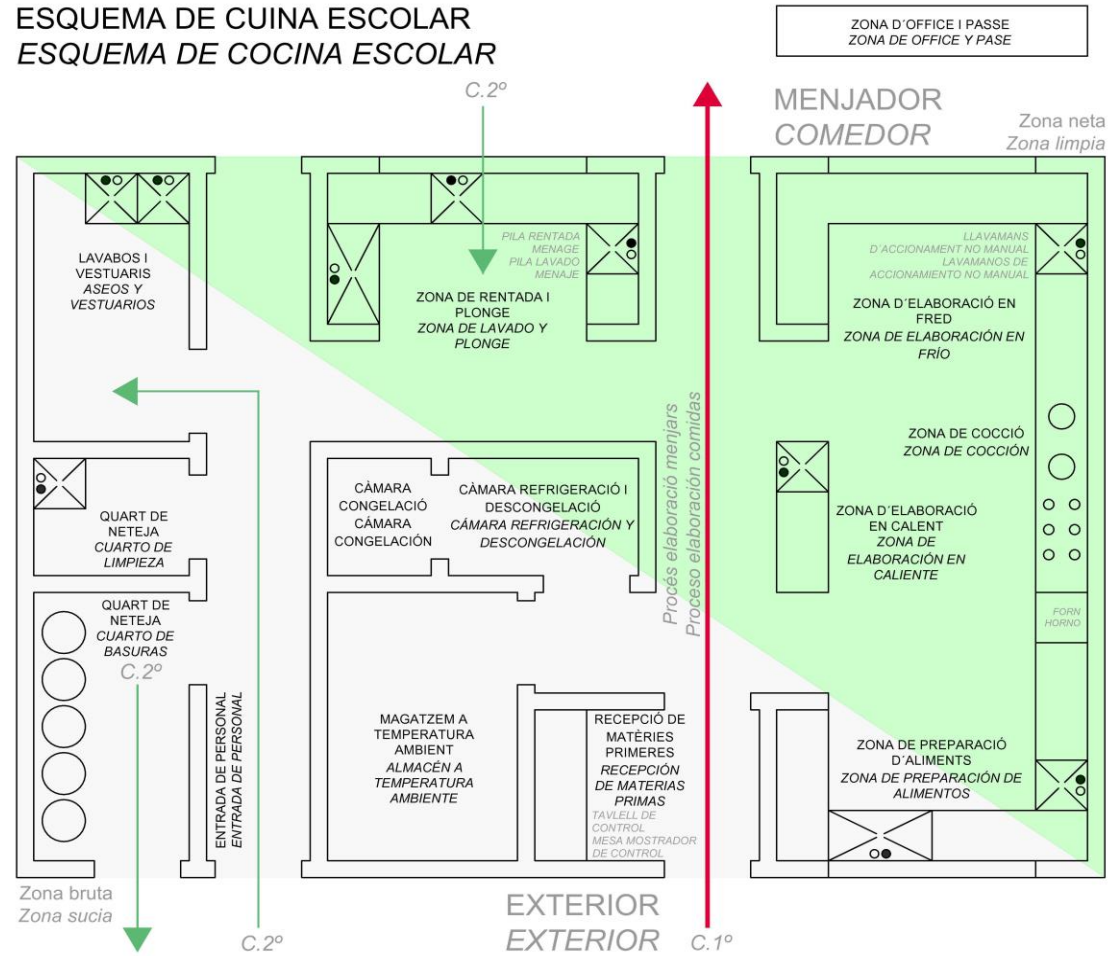 ESQUEMA DE CUINA ESCOLAR
ESQUEMA DE COCINA ESCOLAR
ZONA D´OFFICE I PASSE
ZONA DE OFFICE Y PASE
C.2º
MENJADOR
COMEDOR
Zona neta
Zona limpia
LAVABOS I
VESTUARIS
ASEOS Y
VESTUARIOS
PILA RENTADA
MENAGE
PILA LAVADO
MENAJE
ZONA DE RENTADA I
PLONGE
ZONA DE LAVADO Y
PLONGE
LLAVAMANS
D´ACCIONAMENT NO MANUAL
LAVAMANOS DE
ACCIONAMIENTO NO MANUAL
ZONA D´ELABORACIÓ EN
FRED
ZONA DE ELABORACIÓN EN
FRÍO
Procés elaboració menjars
Proceso elaboración comidas
ZONA DE COCCIÓ
ZONA DE COCCIÓN
CÀMARA
CONGELACIÓ
CÁMARA
CONGELACIÓN
CÀMARA REFRIGERACIÓ I
DESCONGELACIÓ
CÁMARA REFRIGERACIÓN Y
DESCONGELACIÓN
QUART DE
NETEJA
CUARTO DE
LIMPIEZA
ZONA D´ELABORACIÓ
EN CALENT
ZONA DE
ELABORACIÓN EN
CALIENTE
QUART DE
NETEJA
CUARTO DE
BASURAS
C.2º
FORN
HORNO
ENTRADA DE PERSONAL
ENTRADA DE PERSONAL
MAGATZEM A
TEMPERATURA
AMBIENT
ALMACÉN A
TEMPERATURA
AMBIENTE
RECEPCIÓ DE
MATÈRIES
PRIMERES
RECEPCIÓN
DE MATERIAS
PRIMAS
TAVLELL DE
CONTROL
MESA MOSTRADOR
DE CONTROL
ZONA DE PREPARACIÓ
D´ALIMENTS
ZONA DE PREPARACIÓN DE
ALIMENTOS
Zona bruta
Zona sucia
C.2º
EXTERIOR
EXTERIOR
C.1º